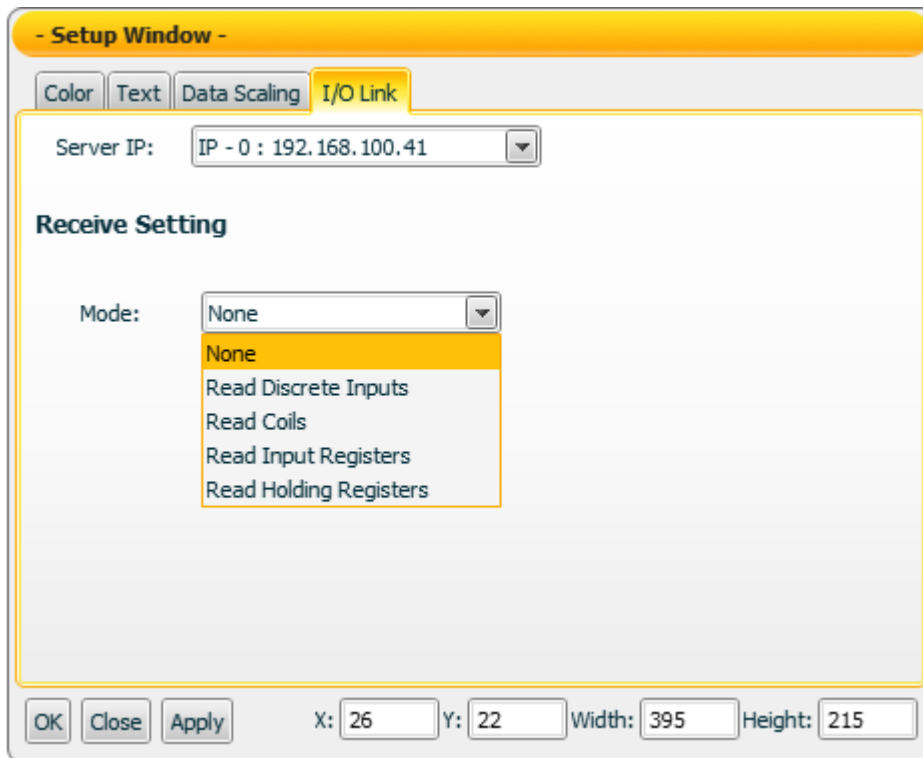 - Setup Window -
Color Text Data Scaling I/O Link
Server IP: IP - 0 : 192.168.100.41
Receive Setting
Mode: None
None
Read Discrete Inputs
Read Coils
Read Input Registers
Read Holding Registers
OK Close Apply X: 26 Y: 22 Width: 395 Height: 215